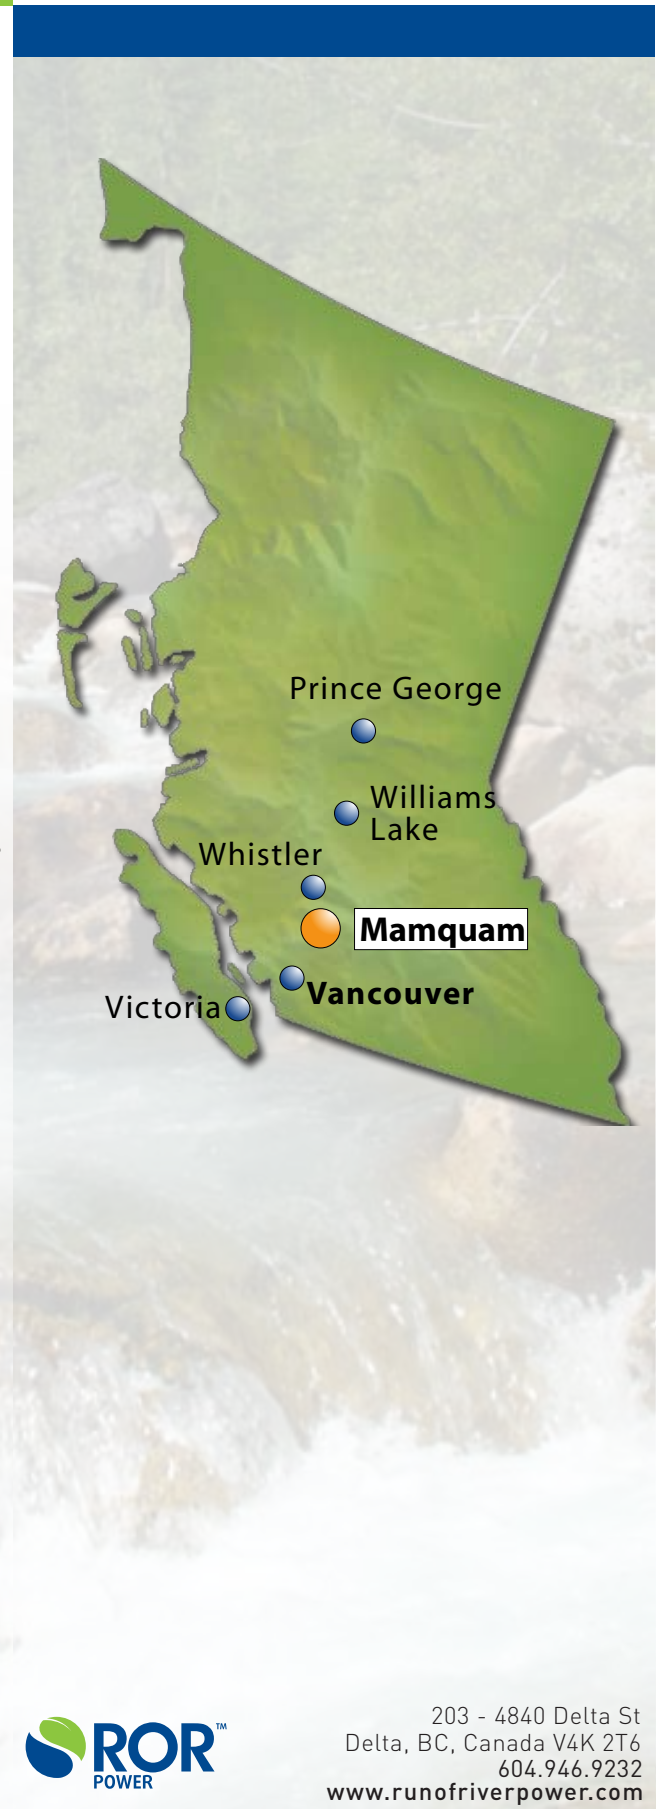 Prince George
Williams
Lake
Whistler
Mamquam
Vancouver
Victoria
ROR™
POWER
203 - 4840 Delta St
Delta, BC, Canada V4K 2T6
604.946.9232
www.runofriverpower.com